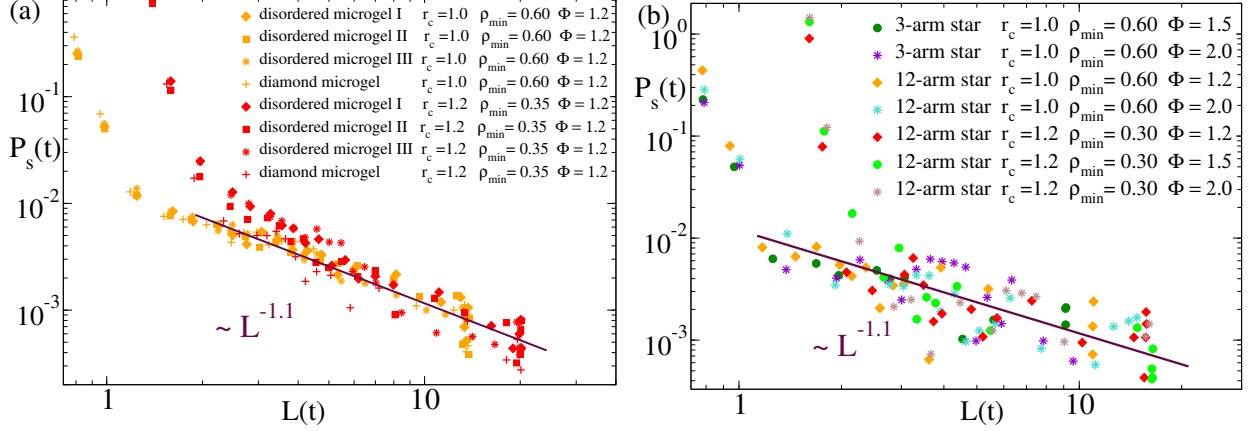 (a)
disordered microgel I r_c =1.0 ρ_min = 0.60 Φ = 1.2
disordered microgel II r_c =1.0 ρ_min = 0.60 Φ = 1.2
disordered microgel III r_c =1.0 ρ_min = 0.60 Φ = 1.2
diamond microgel r_c =1.0 ρ_min = 0.60 Φ = 1.2
disordered microgel I r_c =1.2 ρ_min = 0.35 Φ = 1.2
disordered microgel II r_c =1.2 ρ_min = 0.35 Φ = 1.2
disordered microgel III r_c =1.2 ρ_min = 0.35 Φ = 1.2
diamond microgel r_c =1.2 ρ_min = 0.35 Φ = 1.2
10^-1
P_s(t)
10^-2
10^-3
~ L^-1.1
1
10
L(t)
(b)
3-arm star r_c =1.0 ρ_min = 0.60 Φ = 1.5
3-arm star r_c =1.0 ρ_min = 0.60 Φ = 2.0
12-arm star r_c =1.0 ρ_min = 0.60 Φ = 1.2
12-arm star r_c =1.0 ρ_min = 0.60 Φ = 2.0
12-arm star r_c =1.2 ρ_min = 0.30 Φ = 1.2
12-arm star r_c =1.2 ρ_min = 0.30 Φ = 1.5
12-arm star r_c =1.2 ρ_min = 0.30 Φ = 2.0
10^0
P_s(t)
10^-1
10^-2
10^-3
~ L^-1.1
1
10
L(t)